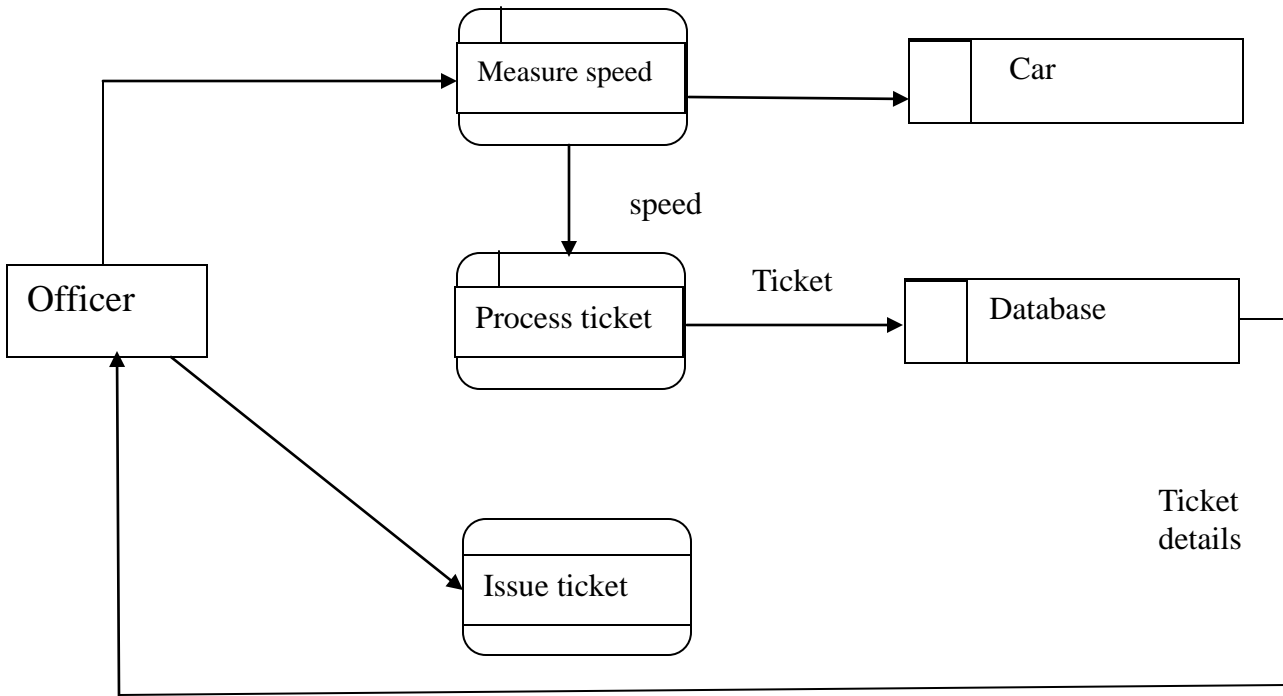 Measure speed
Car
speed
Officer
Ticket
Process ticket
Database
Ticket
details
Issue ticket